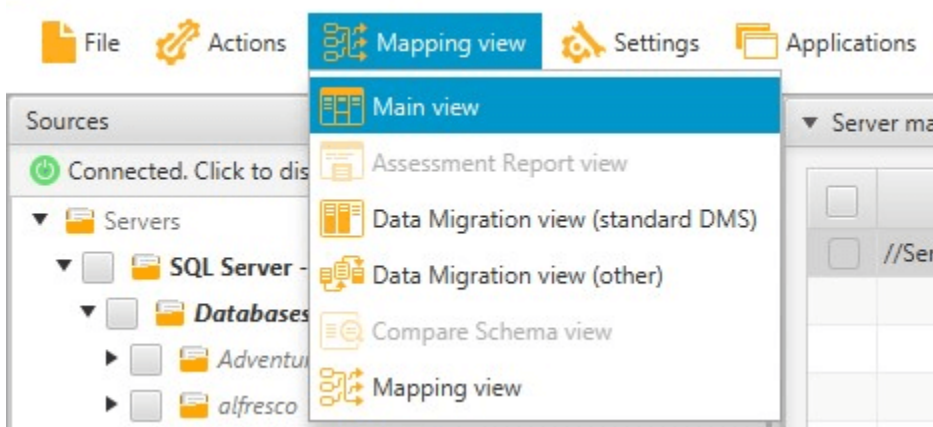 File Actions Mapping view Settings Applications
Main view
Assessment Report view
Data Migration view (standard DMS)
Data Migration view (other)
Compare Schema view
Mapping view
Sources
Connected. Click to dis
Servers
SQL Server -
Databases
Adventu
alfresco
Server ma
//Ser